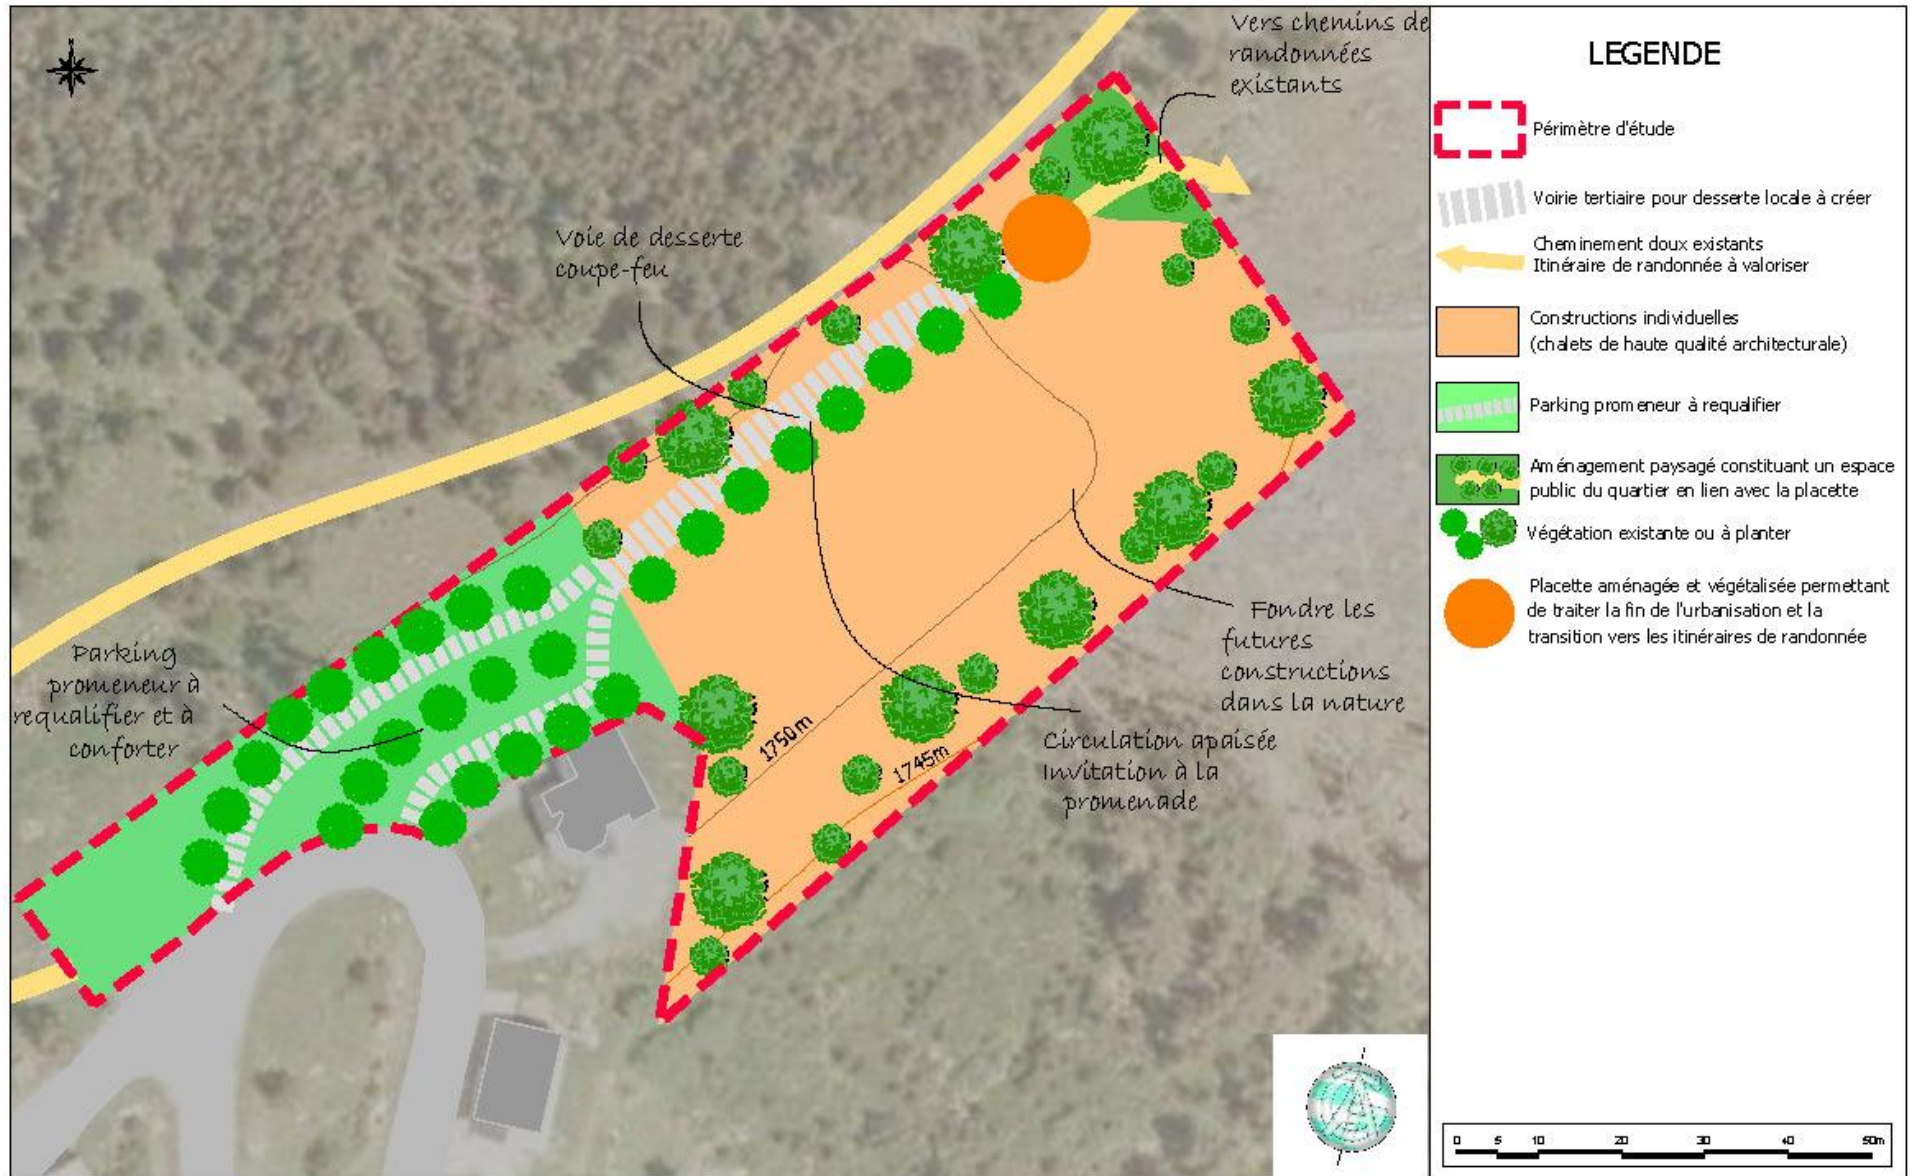 Vers chemins de
randonnées
existants
Voie de desserte
coupe-feu
Parking
promeneur à
requalifier et à
conforter
Fondre les
futures
constructions
dans la nature
Circulation apaisée
Invitation à la
promenade
1750m
1745m
LEGENDE
Périmètre d'étude
Voirie tertiaire pour desserte locale à créer
Cheminement doux existants
Itinéraire de randonnée à valoriser
Constructions individuelles
(chalets de haute qualité architecturale)
Parking promeneur à requalifier
Aménagement paysagé constituant un espace
public du quartier en lien avec la placette
Végétation existante ou à planter
Placette aménagée et végétalisée permettant
de traiter la fin de l'urbanisation et la
transition vers les itinéraires de randonnée
0 5 10 20 30 40 50m